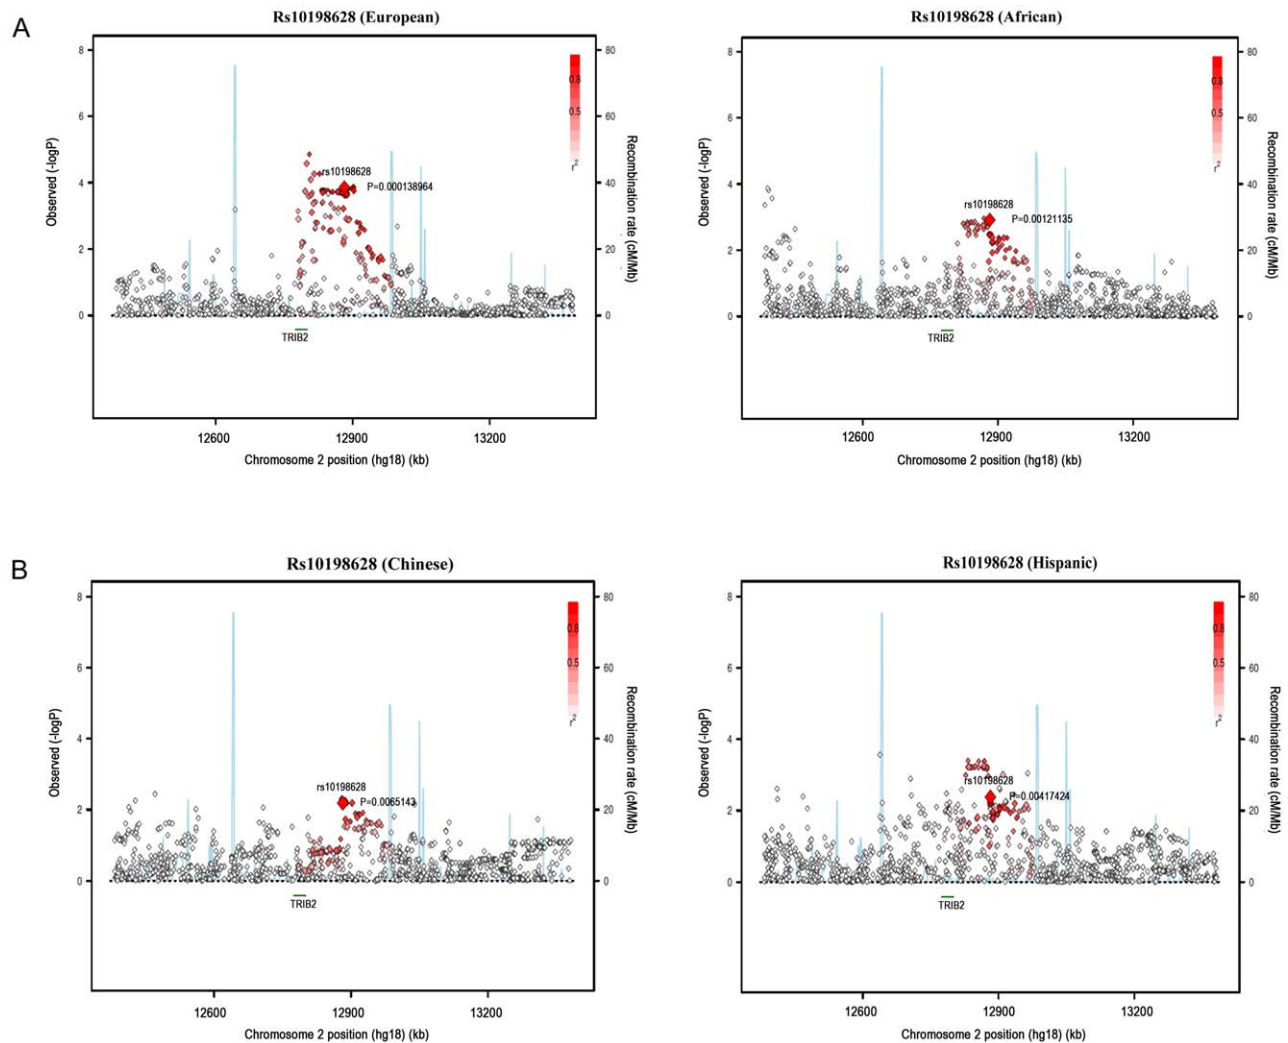 A
Rs10198628 (European)
Observed (-logP)
8
6
4
2
0
80
60
40
20
0
Recombination rate (cM/Mb)
0.8
0.5
r²
rs10198628
P=0.000138964
TRIB2
12600
12900
13200
Chromosome 2 position (hg18) (kb)
Rs10198628 (African)
Observed (-logP)
8
6
4
2
0
80
60
40
20
0
Recombination rate (cM/Mb)
0.8
0.5
r²
rs10198628
P=0.00121135
TRIB2
12600
12900
13200
Chromosome 2 position (hg18) (kb)
B
Rs10198628 (Chinese)
Observed (-logP)
8
6
4
2
0
80
60
40
20
0
Recombination rate (cM/Mb)
0.8
0.5
r²
rs10198628
P=0.0065143
TRIB2
12600
12900
13200
Chromosome 2 position (hg18) (kb)
Rs10198628 (Hispanic)
Observed (-logP)
8
6
4
2
0
80
60
40
20
0
Recombination rate (cM/Mb)
0.8
0.5
r²
rs10198628
P=0.00417424
TRIB2
12600
12900
13200
Chromosome 2 position (hg18) (kb)